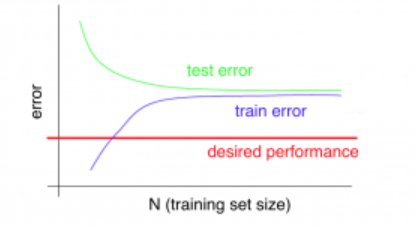 test error
error
train error
desired performance
N (training set size)